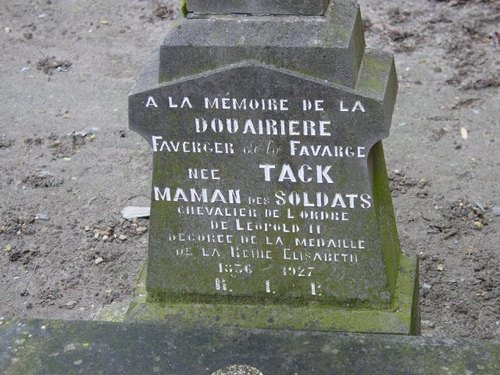 A LA MÉMOIRE DE LA
DOUAIRIERE
FAVERGER de la FAVARGE
NEE TACK
MAMAN DES SOLDATS
CHEVALIER DE L'ORDRE
DE LEOPOLD II
DECOREE DE LA MEDAILLE
DE LA REINE ELISABETH
1856 - 1927
R. I. P.